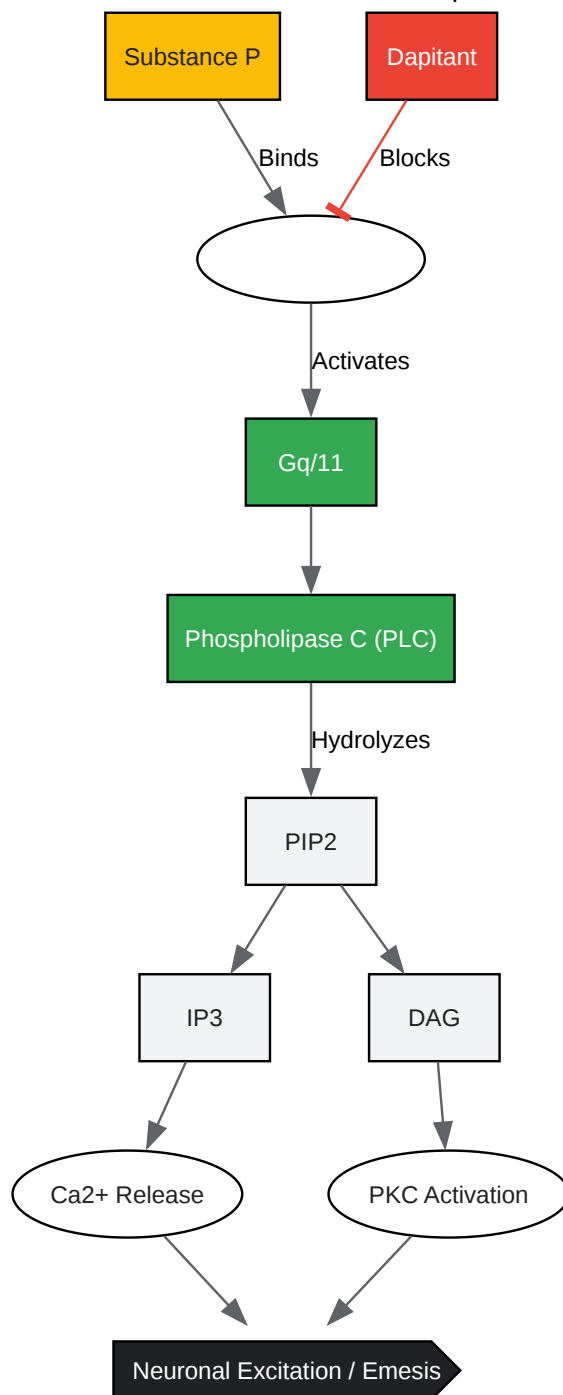 Substance P
Dapitant
Binds
Blocks
Activates
Gq/11
Phospholipase C (PLC)
Hydrolyzes
PIP2
IP3
DAG
Ca2+ Release
PKC Activation
Neuronal Excitation / Emesis